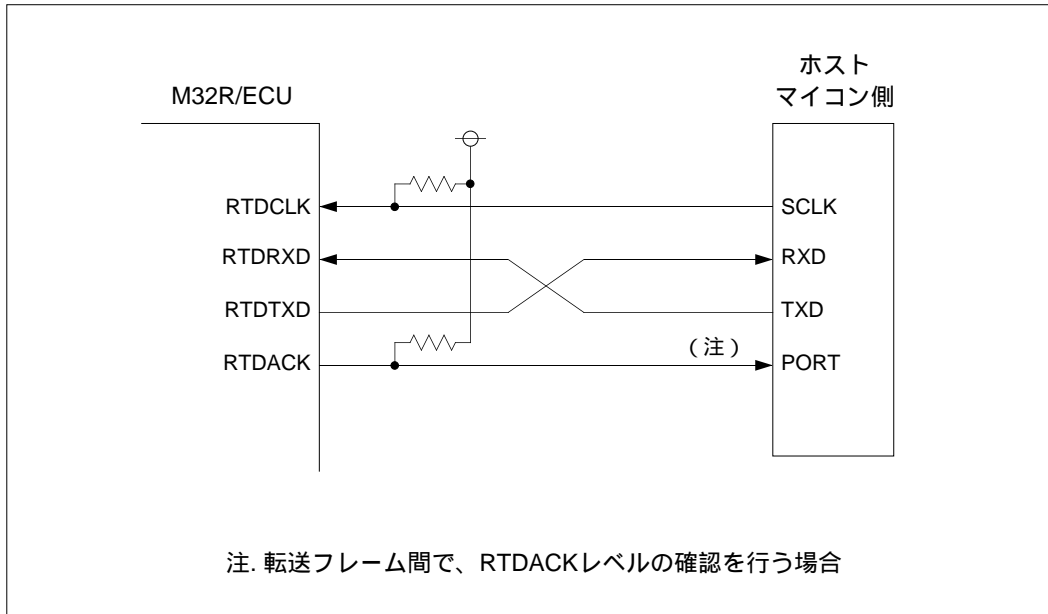 M32R/ECU
ホスト
マイコン側
RTDCLK
SCLK
RTDRXD
RXD
RTDTXD
TXD
RTDACK
(注)
PORT
注. 転送フレーム間で、RTDACKレベルの確認を行う場合